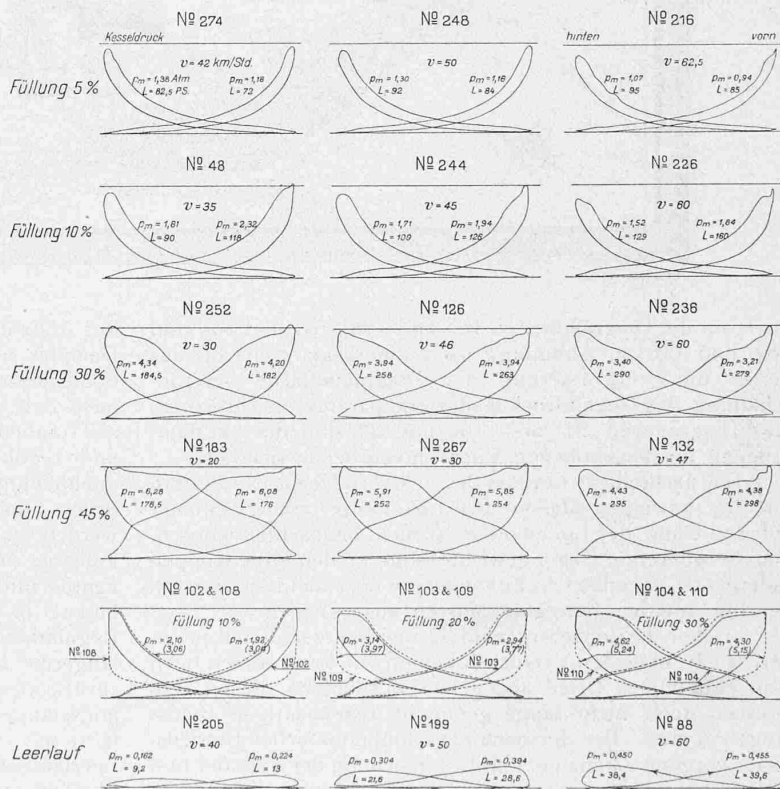 Nº 274 Nº 248 Nº 216
Kesseldruck hinten vorn
v = 42 km/Std. v = 50 v = 62,5
Füllung 5%
pm = 1,38 Atm pm = 1,18 pm = 1,30 pm = 1,16 pm = 1,07 pm = 0,94
L = 82,5 PS. L = 72 L = 92 L = 84 L = 95 L = 85
Nº 48 Nº 244 Nº 226
v = 35 v = 45 v = 60
Füllung 10%
pm = 1,81 pm = 2,32 pm = 1,71 pm = 1,94 pm = 1,52 pm = 1,84
L = 90 L = 118 L = 109 L = 126 L = 129 L = 160
Nº 252 Nº 126 Nº 236
v = 30 v = 46 v = 60
Füllung 30%
pm = 4,34 pm = 4,20 pm = 3,94 pm = 3,94 pm = 3,40 pm = 3,21
L = 184,5 L = 182 L = 258 L = 263 L = 290 L = 279
Nº 183 Nº 267 Nº 132
v = 20 v = 30 v = 47
Füllung 45%
pm = 6,28 pm = 6,08 pm = 5,91 pm = 5,85 pm = 4,43 pm = 4,38
L = 178,5 L = 176 L = 252 L = 254 L = 295 L = 298
Nº 102 & 108 Nº 103 & 109 Nº 104 & 110
Füllung 10% Füllung 20% Füllung 30%
pm = 2,10 pm = 1,92 pm = 3,14 pm = 2,94 pm = 4,62 pm = 4,30
(3,06) (3,04) (3,97) (3,77) (5,24) (5,15)
Nº 108 Nº 102 Nº 109 Nº 103 Nº 110 Nº 104
Nº 205 Nº 199 Nº 88
v = 40 v = 50 v = 60
Leerlauf
pm = 0,162 pm = 0,224 pm = 0,304 pm = 0,394 pm = 0,450 pm = 0,455
L = 9,2 L = 13 L = 21,6 L = 28,6 L = 38,4 L = 39,6